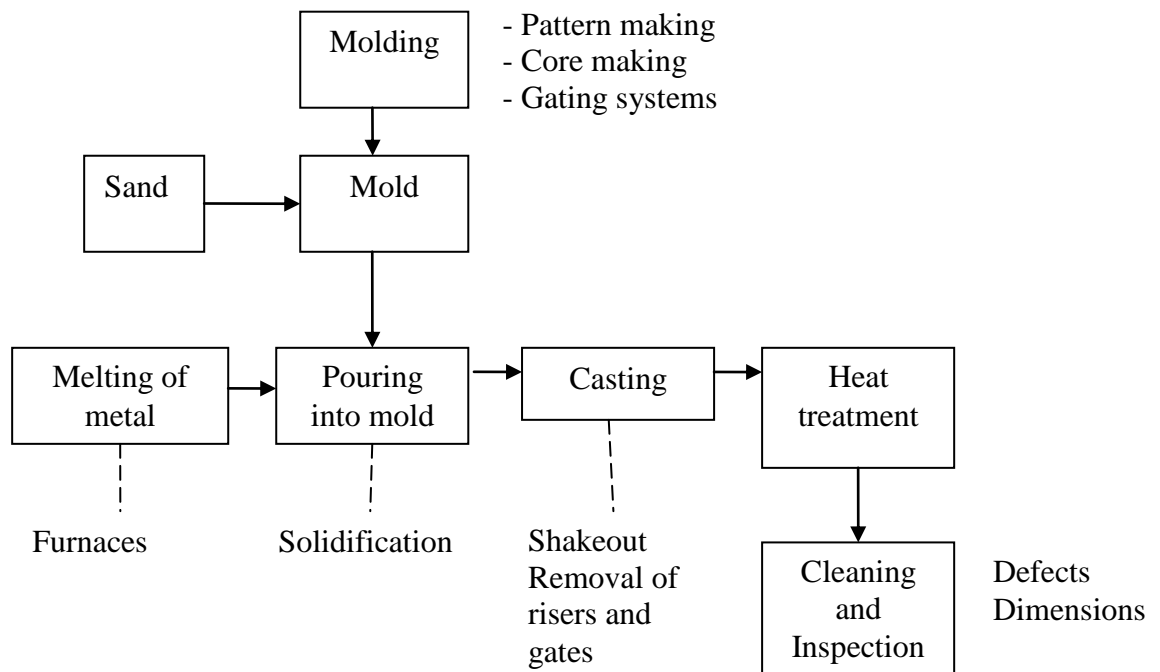 Molding
- Pattern making
- Core making
- Gating systems
Sand
Mold
Melting of
metal
Pouring
into mold
Casting
Heat
treatment
Furnaces
Solidification
Shakeout
Removal of
risers and
gates
Cleaning
and
Inspection
Defects
Dimensions